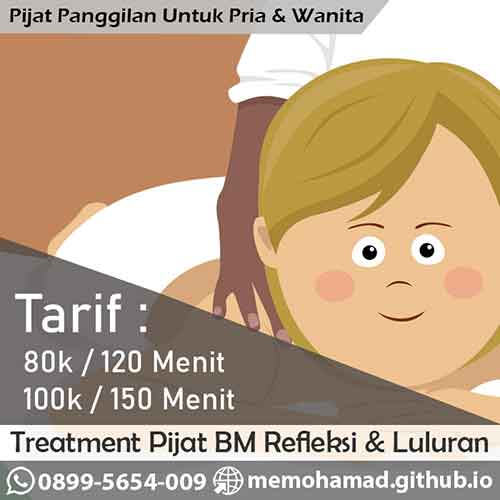 Pijat Panggilan Untuk Pria & Wanita
Tarif :
80k / 120 Menit
100k / 150 Menit
Treatment Pijat BM Refleksi & Luluran
0899-5654-009 memohamad.github.io